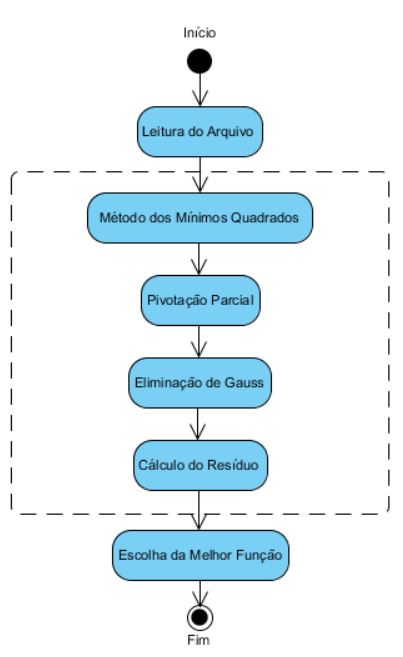 Início
Leitura do Arquivo
Método dos Mínimos Quadrados
Pivotação Parcial
Eliminação de Gauss
Cálculo do Resíduo
Escolha da Melhor Função
Fim